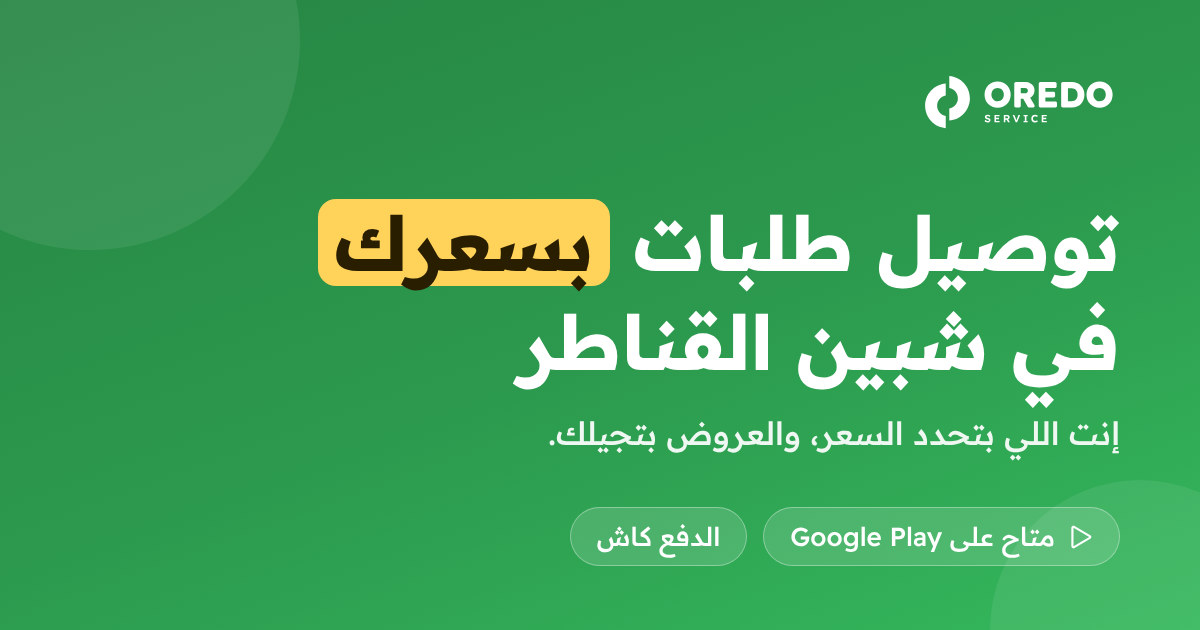 OREDO
SERVICE
توصيل طلبات بسعرك
في شبين القناطر
إنت اللي بتحدد السعر، والعروض بتجيلك.
متاح على Google Play
الدفع كاش